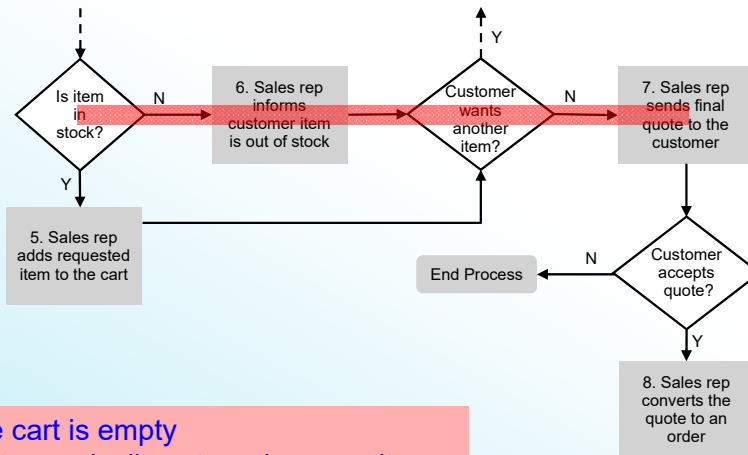 Y
Is item
in
stock?
N
6. Sales rep
informs
customer item
is out of stock
Customer
wants
another
item?
N
7. Sales rep
sends final
quote to the
customer
Y
5. Sales rep
adds requested
item to the cart
End Process
N
Customer
accepts
quote?
Y
8. Sales rep
converts the
quote to an
order
cart is empty